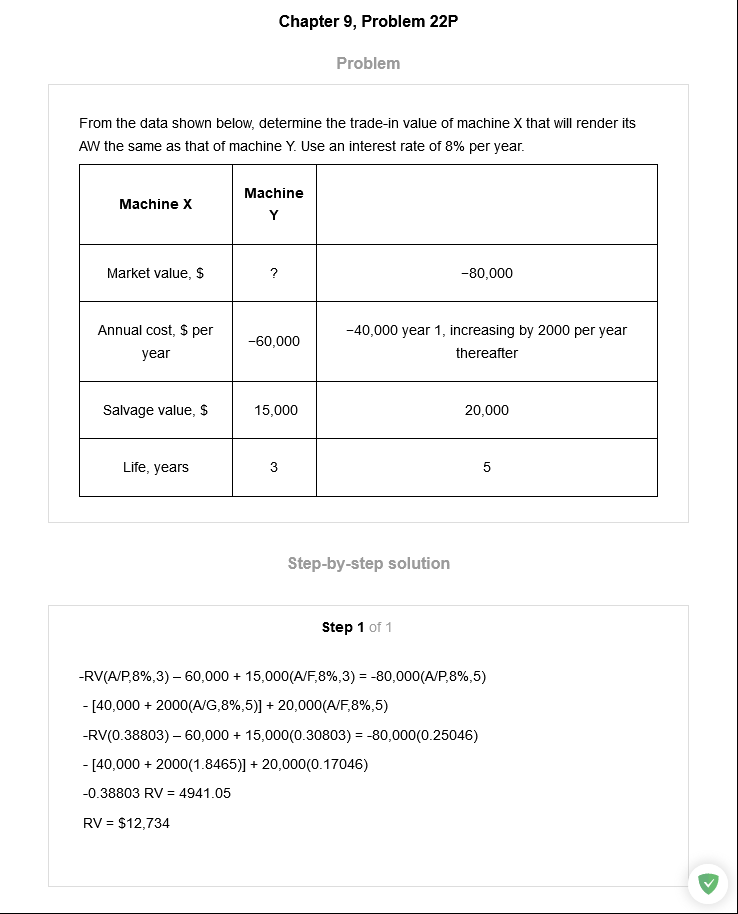 Chapter 9, Problem 22P
Problem
From the data shown below, determine the trade-in value of machine X that will render its
AW the same as that of machine Y. Use an interest rate of 8% per year.
Machine X
Machine
Y
Market value, $
?
−80,000
Annual cost, $ per
year
−60,000
−40,000 year 1, increasing by 2000 per year
thereafter
Salvage value, $
15,000
20,000
Life, years
3
5
Step-by-step solution
Step 1 of 1
-RV(A/P,8%,3) – 60,000 + 15,000(A/F,8%,3) = -80,000(A/P,8%,5)
- [40,000 + 2000(A/G,8%,5)] + 20,000(A/F,8%,5)
-RV(0.38803) – 60,000 + 15,000(0.30803) = -80,000(0.25046)
- [40,000 + 2000(1.8465)] + 20,000(0.17046)
-0.38803 RV = 4941.05
RV = $12,734